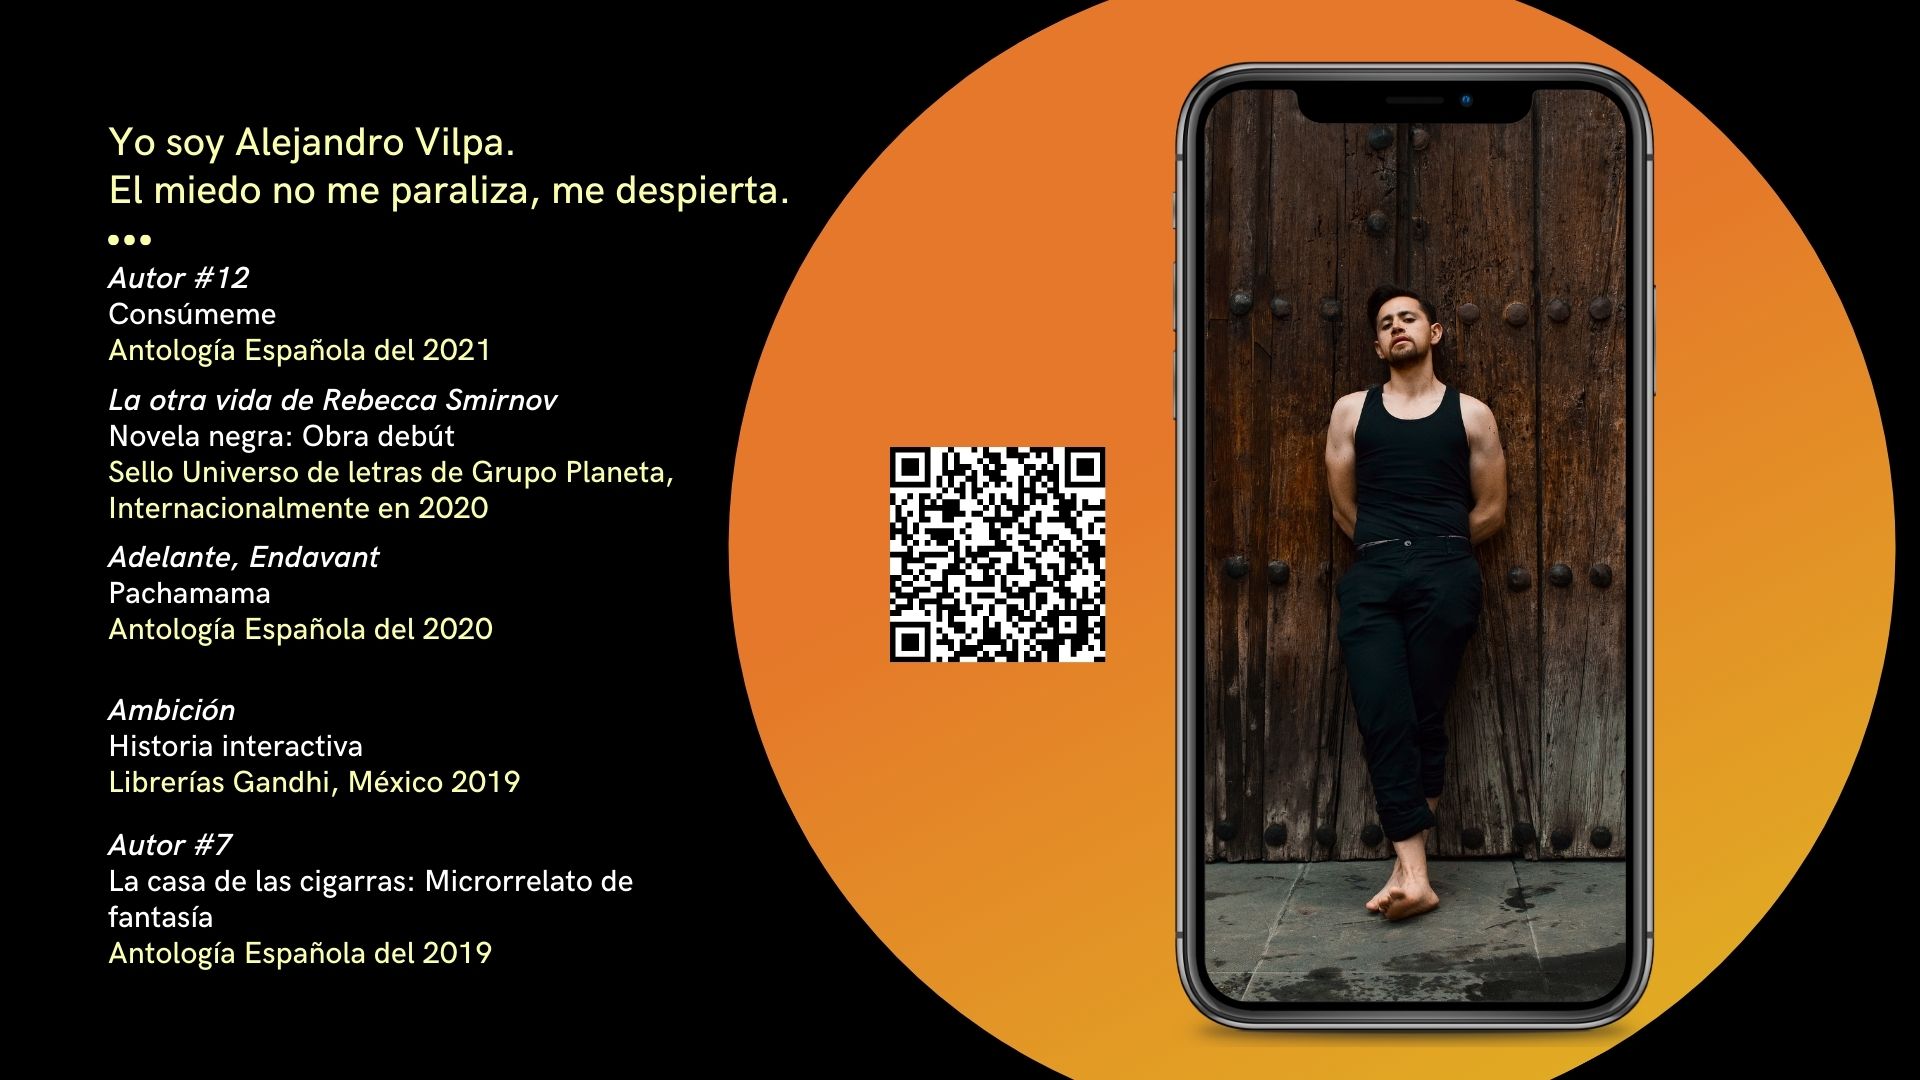 Yo soy Alejandro Vilpa.
El miedo no me paraliza, me despierta.
...
Autor #12
Consúmeme
Antología Española del 2021
La otra vida de Rebecca Smirnov
Novela negra: Obra debút
Sello Universo de letras de Grupo Planeta,
Internacionalmente en 2020
Adelante, Endavant
Pachamama
Antología Española del 2020
Ambición
Historia interactiva
Librerías Gandhi, México 2019
Autor #7
La casa de las cigarras: Microrrelato de
fantasía
Antología Española del 2019